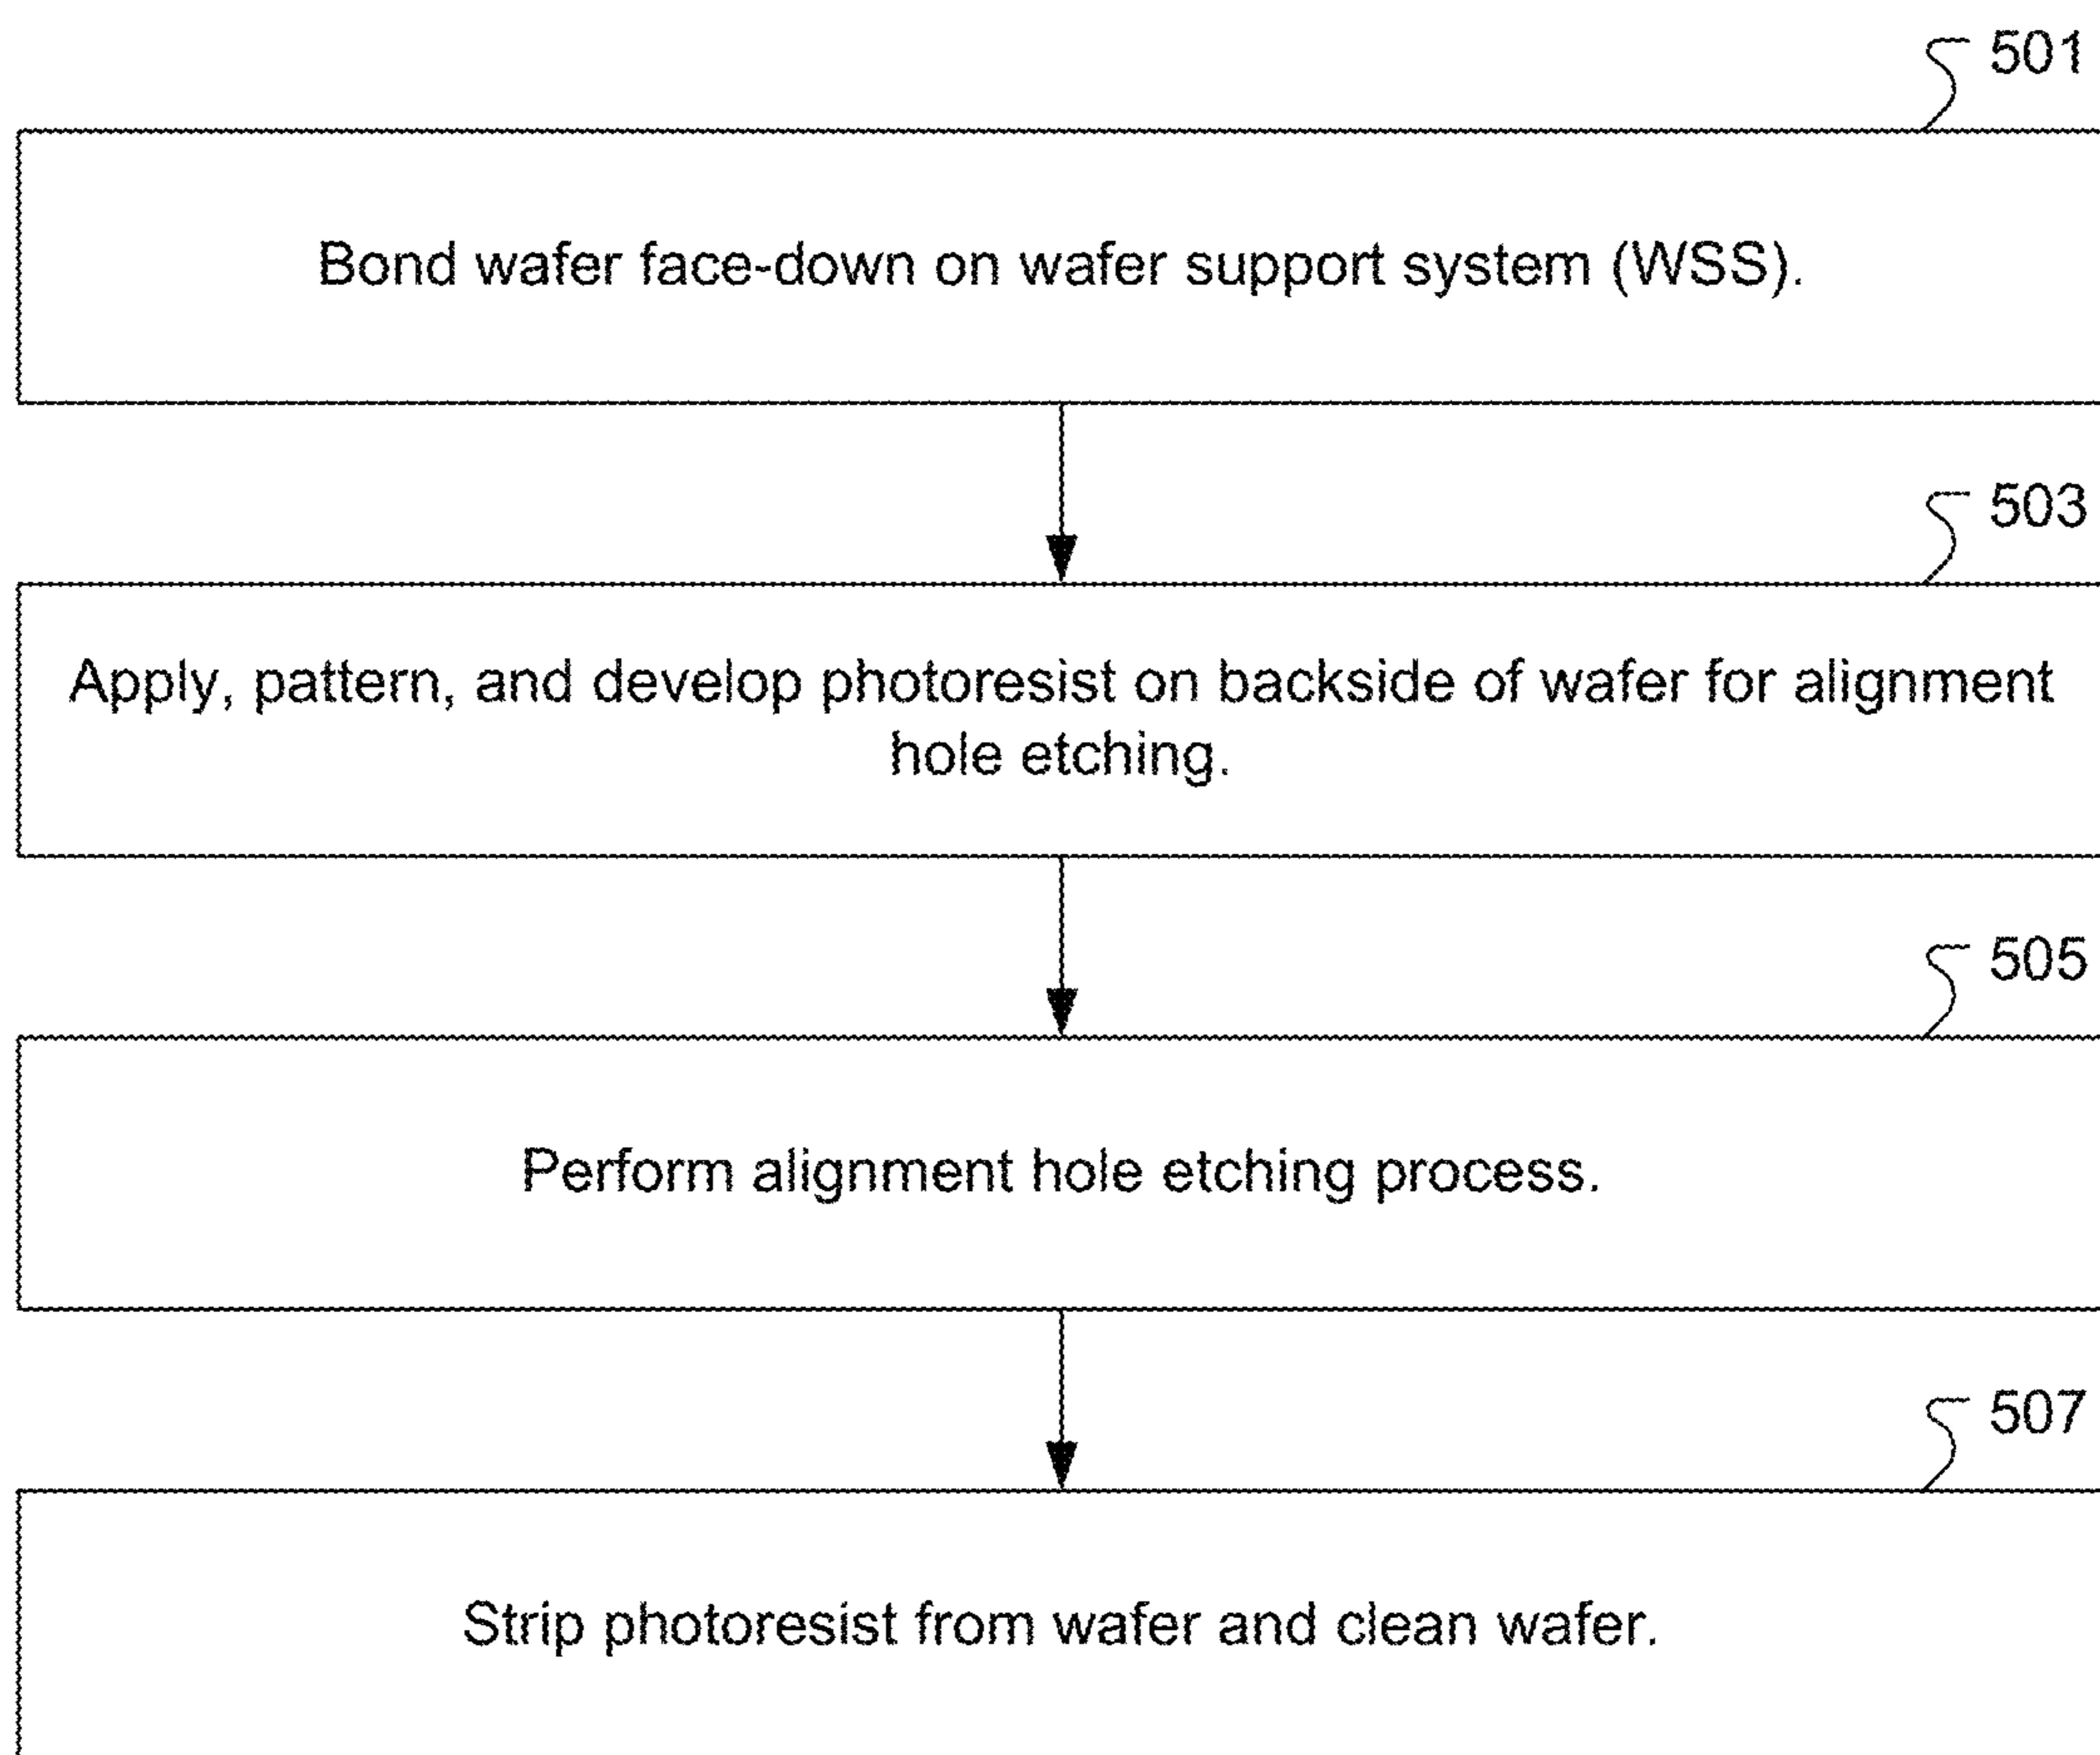 501
Bond wafer face-down on wafer support system (WSS).
503
Apply, pattern, and develop photoresist on backside of wafer for alignment
hole etching.
505
Perform alignment hole etching process.
507
Strip photoresist from wafer and clean wafer.